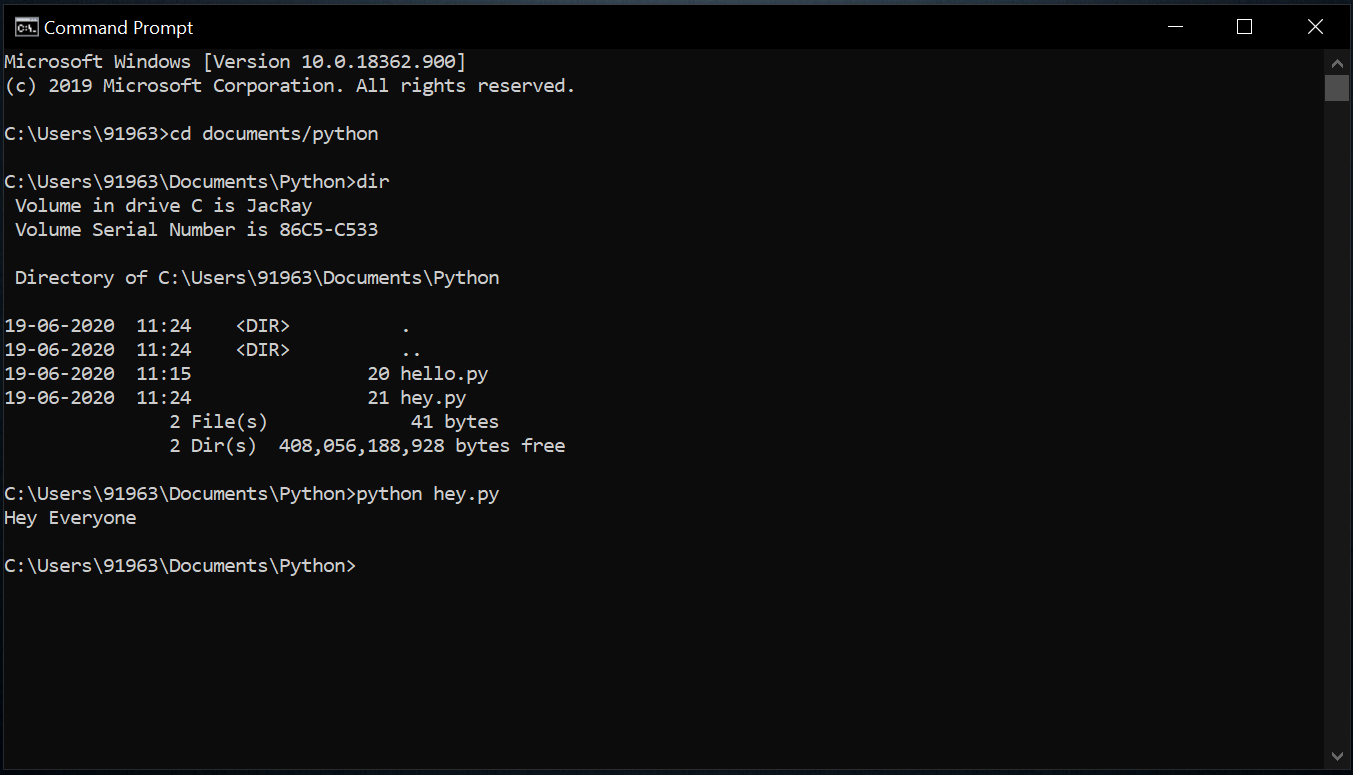 Command Prompt
Microsoft Windows [Version 10.0.18362.900]
(c) 2019 Microsoft Corporation. All rights reserved.
C:\Users\91963>cd documents/python
C:\Users\91963\Documents\Python>dir
 Volume in drive C is JacRay
 Volume Serial Number is 86C5-C533
 Directory of C:\Users\91963\Documents\Python
19-06-2020  11:24    <DIR>          .
19-06-2020  11:24    <DIR>          ..
19-06-2020  11:15                20 hello.py
19-06-2020  11:24                21 hey.py
               2 File(s)             41 bytes
               2 Dir(s)  408,056,188,928 bytes free
C:\Users\91963\Documents\Python>python hey.py
Hey Everyone
C:\Users\91963\Documents\Python>